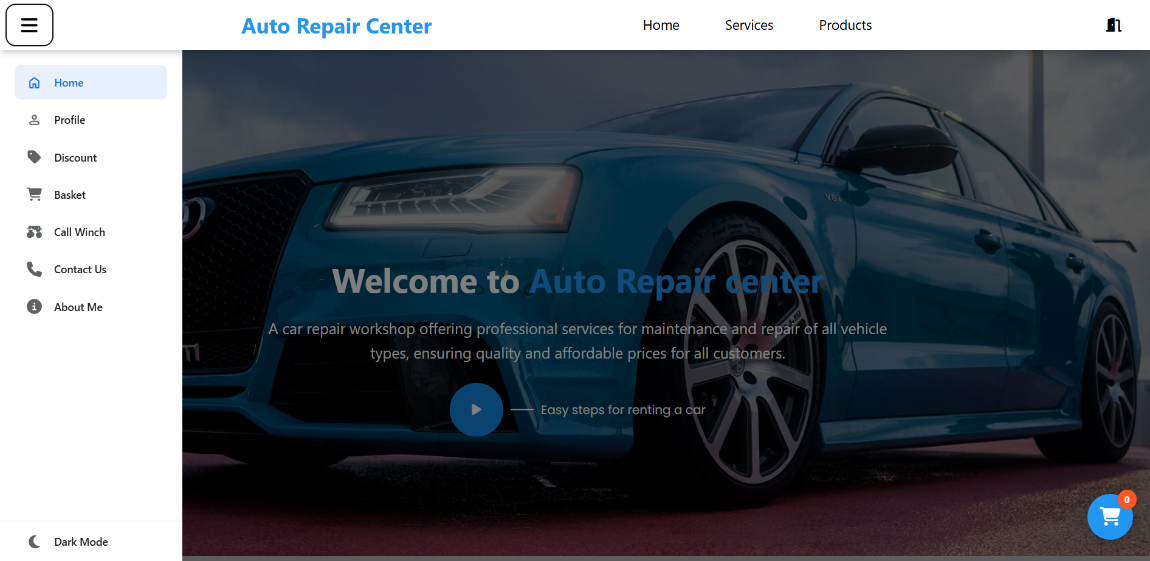 Auto Repair Center
Home
Services
Products
Home
Profile
Discount
Basket
Call Winch
Contact Us
About Me
Dark Mode
Welcome to Auto Repair center
A car repair workshop offering professional services for maintenance and repair of all vehicle
types, ensuring quality and affordable prices for all customers.
Easy steps for renting a car
0